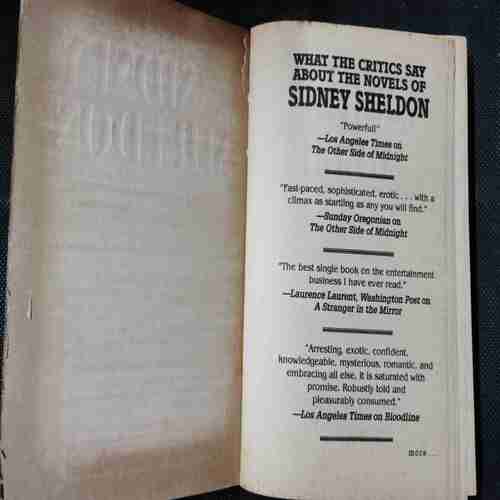 WHAT THE CRITICS SAY
ABOUT THE NOVELS OF
SIDNEY SHELDON
"Powerful!"
—Los Angeles Times on
The Other Side of Midnight
"Fast-paced, sophisticated, erotic . . . with a
climax as startling as any you will find."
—Sunday Oregonian on
The Other Side of Midnight
"The best single book on the entertainment
business I have ever read."
—Laurence Laurent, Washington Post on
A Stranger in the Mirror
"Arresting, exotic, confident,
knowledgeable, mysterious, romantic, and
embracing all else. It is saturated with
promise. Robustly told and
pleasurably consumed."
—Los Angeles Times on Bloodline
more . . .